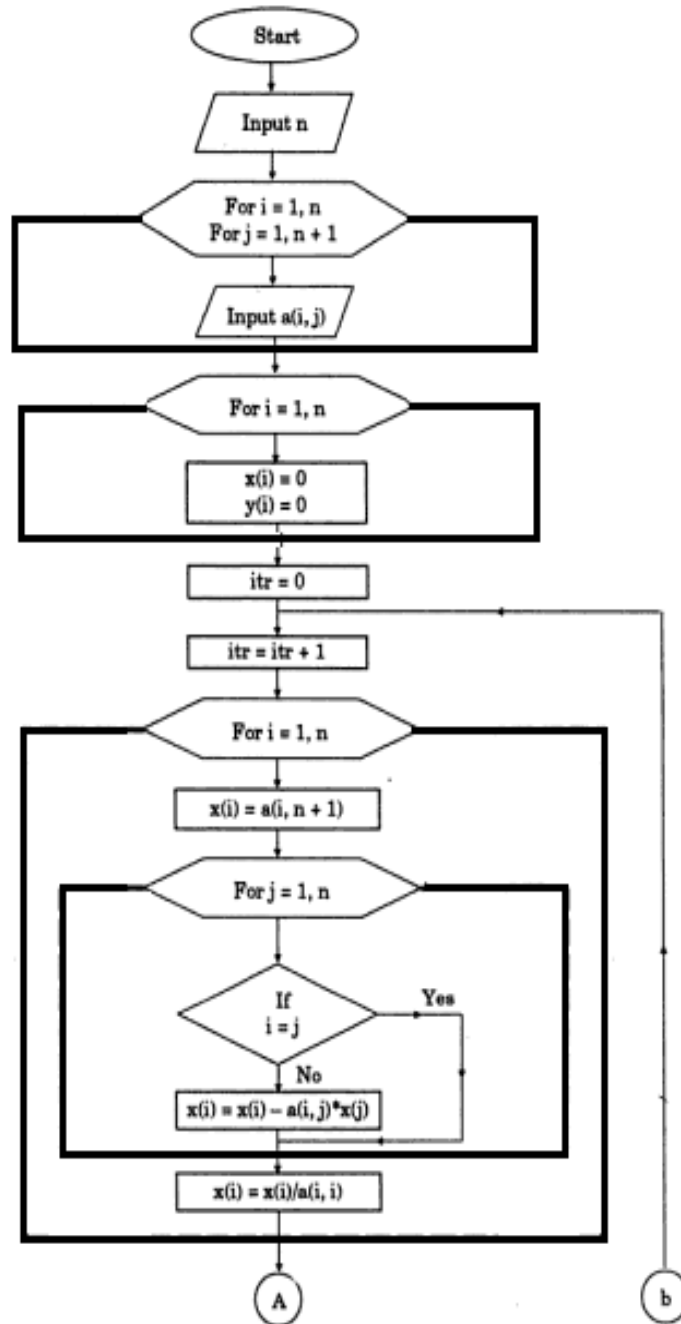 Start
Input n
For i = 1, n
For j = 1, n + 1
Input a(i, j)
For i = 1, n
x(i) = 0
y(i) = 0
itr = 0
itr = itr + 1
For i = 1, n
x(i) = a(i, n + 1)
For j = 1, n
If
i = j
Yes
No
x(i) = x(i) – a(i, j)*x(j)
x(i) = x(i)/a(i, i)
A
b